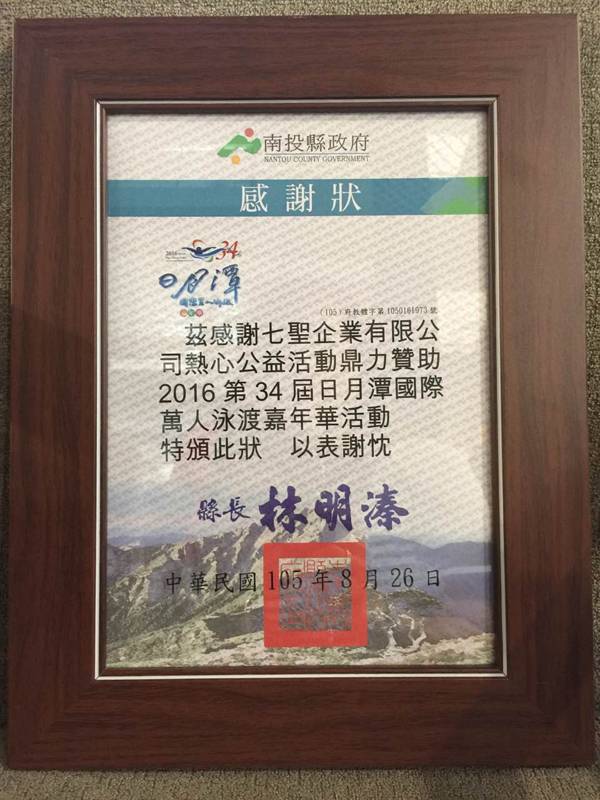 南投縣政府
NANTOU COUNTY GOVERNMENT
感謝狀
2016
34
日月潭
(105)府教體字第1050161973號
茲感謝七聖企業有限公
司熱心公益活動鼎力贊助
2016第34屆日月潭國際
萬人泳渡嘉年華活動
特頒此狀 以表謝忱
縣長 林明溱
中華民國105年8月26日